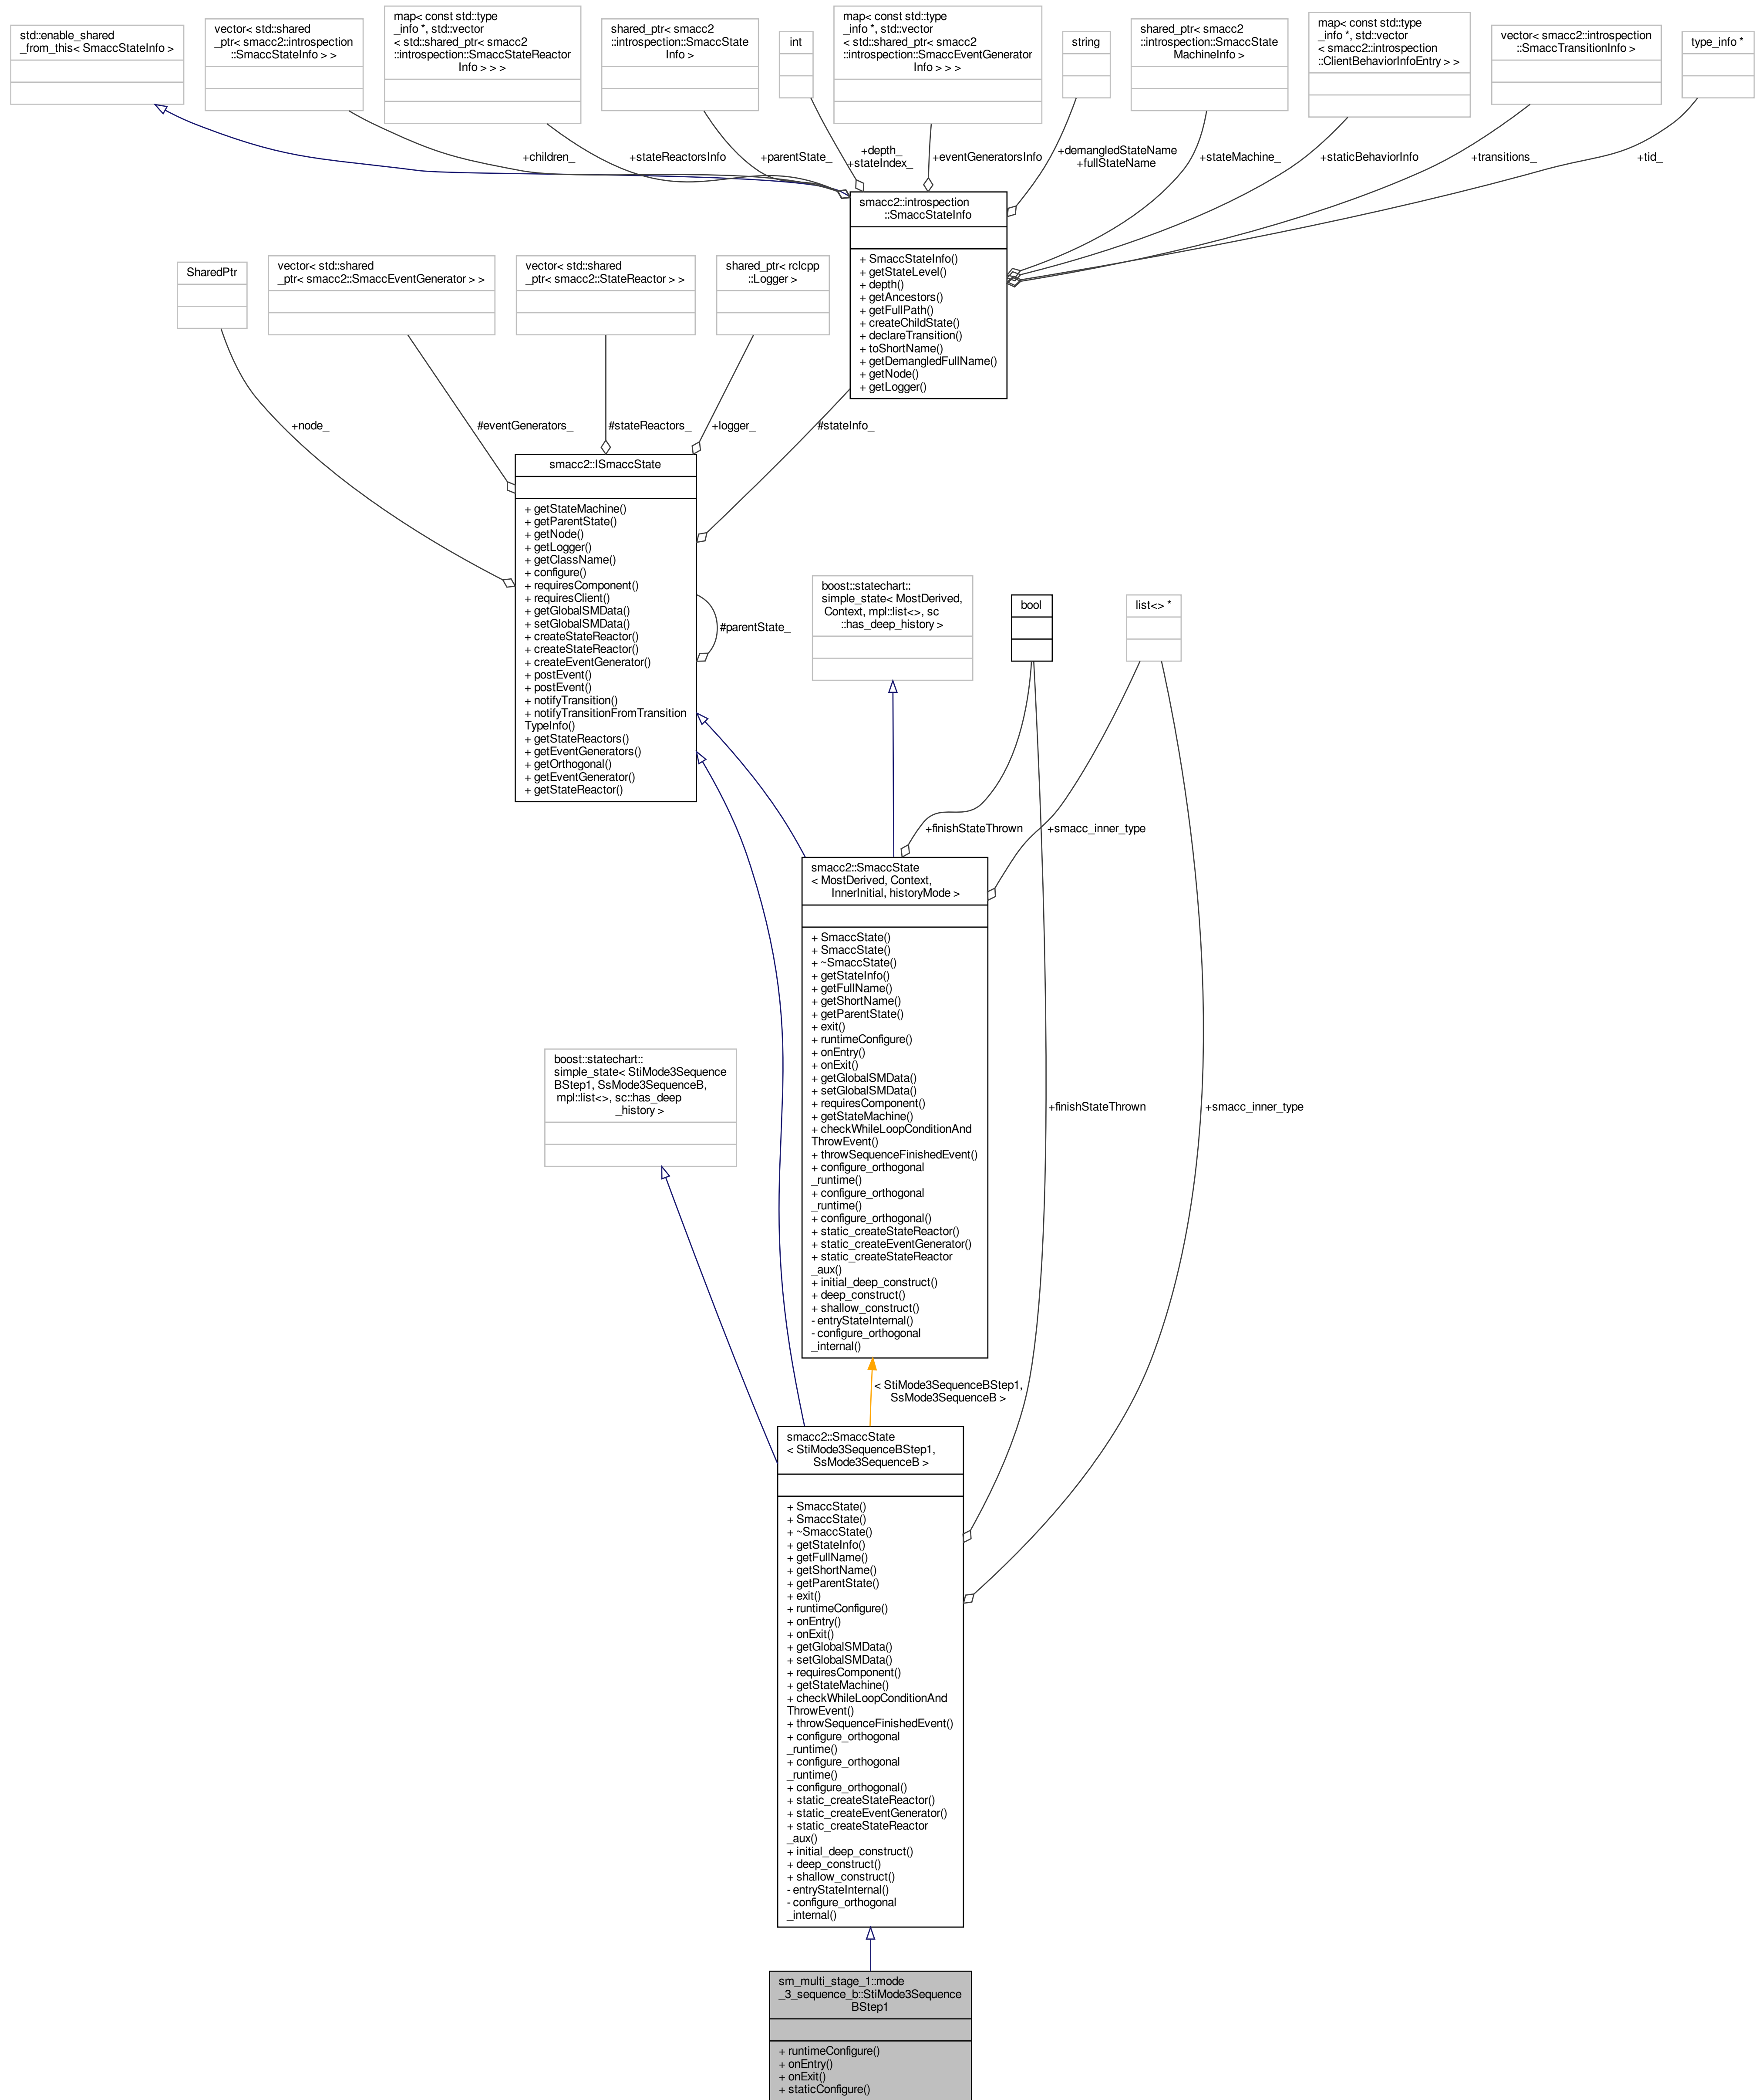 std::enable_shared
_from_this< SmaccStateInfo >
vector< std::shared
_ptr< smacc2::introspection
::SmaccStateInfo > >
map< const std::type
_info *, std::vector
< std::shared_ptr< smacc2
::introspection::SmaccStateReactor
Info > > >
shared_ptr< smacc2
::introspection::SmaccState
Info >
int
map< const std::type
_info *, std::vector
< std::shared_ptr< smacc2
::introspection::SmaccEventGenerator
Info > > >
string
shared_ptr< smacc2
::introspection::SmaccState
MachineInfo >
map< const std::type
_info *, std::vector
< smacc2::introspection
::ClientBehaviorInfoEntry > >
vector< smacc2::introspection
::SmaccTransitionInfo >
type_info *
+children_
+stateReactorsInfo
+parentState_
+depth_
+stateIndex_
+eventGeneratorsInfo
+demangledStateName
+fullStateName
+stateMachine_
+staticBehaviorInfo
+transitions_
+tid_
smacc2::introspection
::SmaccStateInfo
+ SmaccStateInfo()
+ getStateLevel()
+ depth()
+ getAncestors()
+ getFullPath()
+ createChildState()
+ declareTransition()
+ toShortName()
+ getDemangledFullName()
+ getNode()
+ getLogger()
SharedPtr
vector< std::shared
_ptr< smacc2::SmaccEventGenerator > >
vector< std::shared
_ptr< smacc2::StateReactor > >
shared_ptr< rclcpp
::Logger >
+node_
#eventGenerators_
#stateReactors_
+logger_
#stateInfo_
smacc2::ISmaccState
+ getStateMachine()
+ getParentState()
+ getNode()
+ getLogger()
+ getClassName()
+ configure()
+ requiresComponent()
+ requiresClient()
+ getGlobalSMData()
+ setGlobalSMData()
+ createStateReactor()
+ createStateReactor()
+ createEventGenerator()
+ postEvent()
+ postEvent()
+ notifyTransition()
+ notifyTransitionFromTransition
TypeInfo()
+ getStateReactors()
+ getEventGenerators()
+ getOrthogonal()
+ getEventGenerator()
+ getStateReactor()
#parentState_
boost::statechart::
simple_state< MostDerived,
Context, mpl::list<>, sc
::has_deep_history >
bool
list<> *
+finishStateThrown
+smacc_inner_type
smacc2::SmaccState
< MostDerived, Context,
InnerInitial, historyMode >
+ SmaccState()
+ SmaccState()
+ ~SmaccState()
+ getStateInfo()
+ getFullName()
+ getShortName()
+ getParentState()
+ exit()
+ runtimeConfigure()
+ onEntry()
+ onExit()
+ getGlobalSMData()
+ setGlobalSMData()
+ requiresComponent()
+ getStateMachine()
+ checkWhileLoopConditionAnd
ThrowEvent()
+ throwSequenceFinishedEvent()
+ configure_orthogonal
_runtime()
+ configure_orthogonal
_runtime()
+ configure_orthogonal()
+ static_createStateReactor()
+ static_createEventGenerator()
+ static_createStateReactor
_aux()
+ initial_deep_construct()
+ deep_construct()
+ shallow_construct()
- entryStateInternal()
- configure_orthogonal
_internal()
boost::statechart::
simple_state< StiMode3Sequence
BStep1, SsMode3SequenceB,
mpl::list<>, sc::has_deep
_history >
+finishStateThrown
+smacc_inner_type
< StiMode3SequenceBStep1,
SsMode3SequenceB >
smacc2::SmaccState
< StiMode3SequenceBStep1,
SsMode3SequenceB >
+ SmaccState()
+ SmaccState()
+ ~SmaccState()
+ getStateInfo()
+ getFullName()
+ getShortName()
+ getParentState()
+ exit()
+ runtimeConfigure()
+ onEntry()
+ onExit()
+ getGlobalSMData()
+ setGlobalSMData()
+ requiresComponent()
+ getStateMachine()
+ checkWhileLoopConditionAnd
ThrowEvent()
+ throwSequenceFinishedEvent()
+ configure_orthogonal
_runtime()
+ configure_orthogonal
_runtime()
+ configure_orthogonal()
+ static_createStateReactor()
+ static_createEventGenerator()
+ static_createStateReactor
_aux()
+ initial_deep_construct()
+ deep_construct()
+ shallow_construct()
- entryStateInternal()
- configure_orthogonal
_internal()
sm_multi_stage_1::mode
_3_sequence_b::StiMode3Sequence
BStep1
+ runtimeConfigure()
+ onEntry()
+ onExit()
+ staticConfigure()